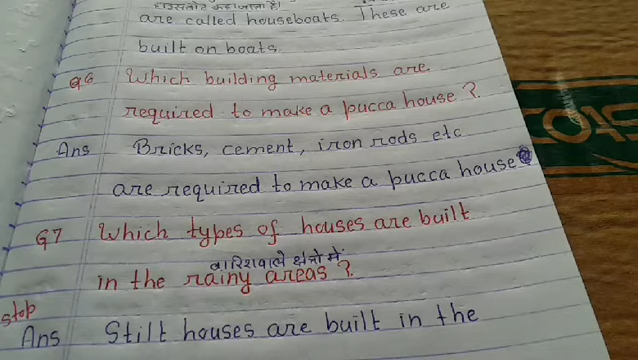 हाउसबोट कहा जाता है।
are called houseboats. These are
built on boats
Q6 Which building materials are
required to make a pucca house?
Ans Bricks, cement, iron rods etc
are required to make a pucca house
Q7 Which types of houses are built
बारिशवाले क्षेत्रों में
in the rainy areas?
stop
Ans Stilt houses are built in the